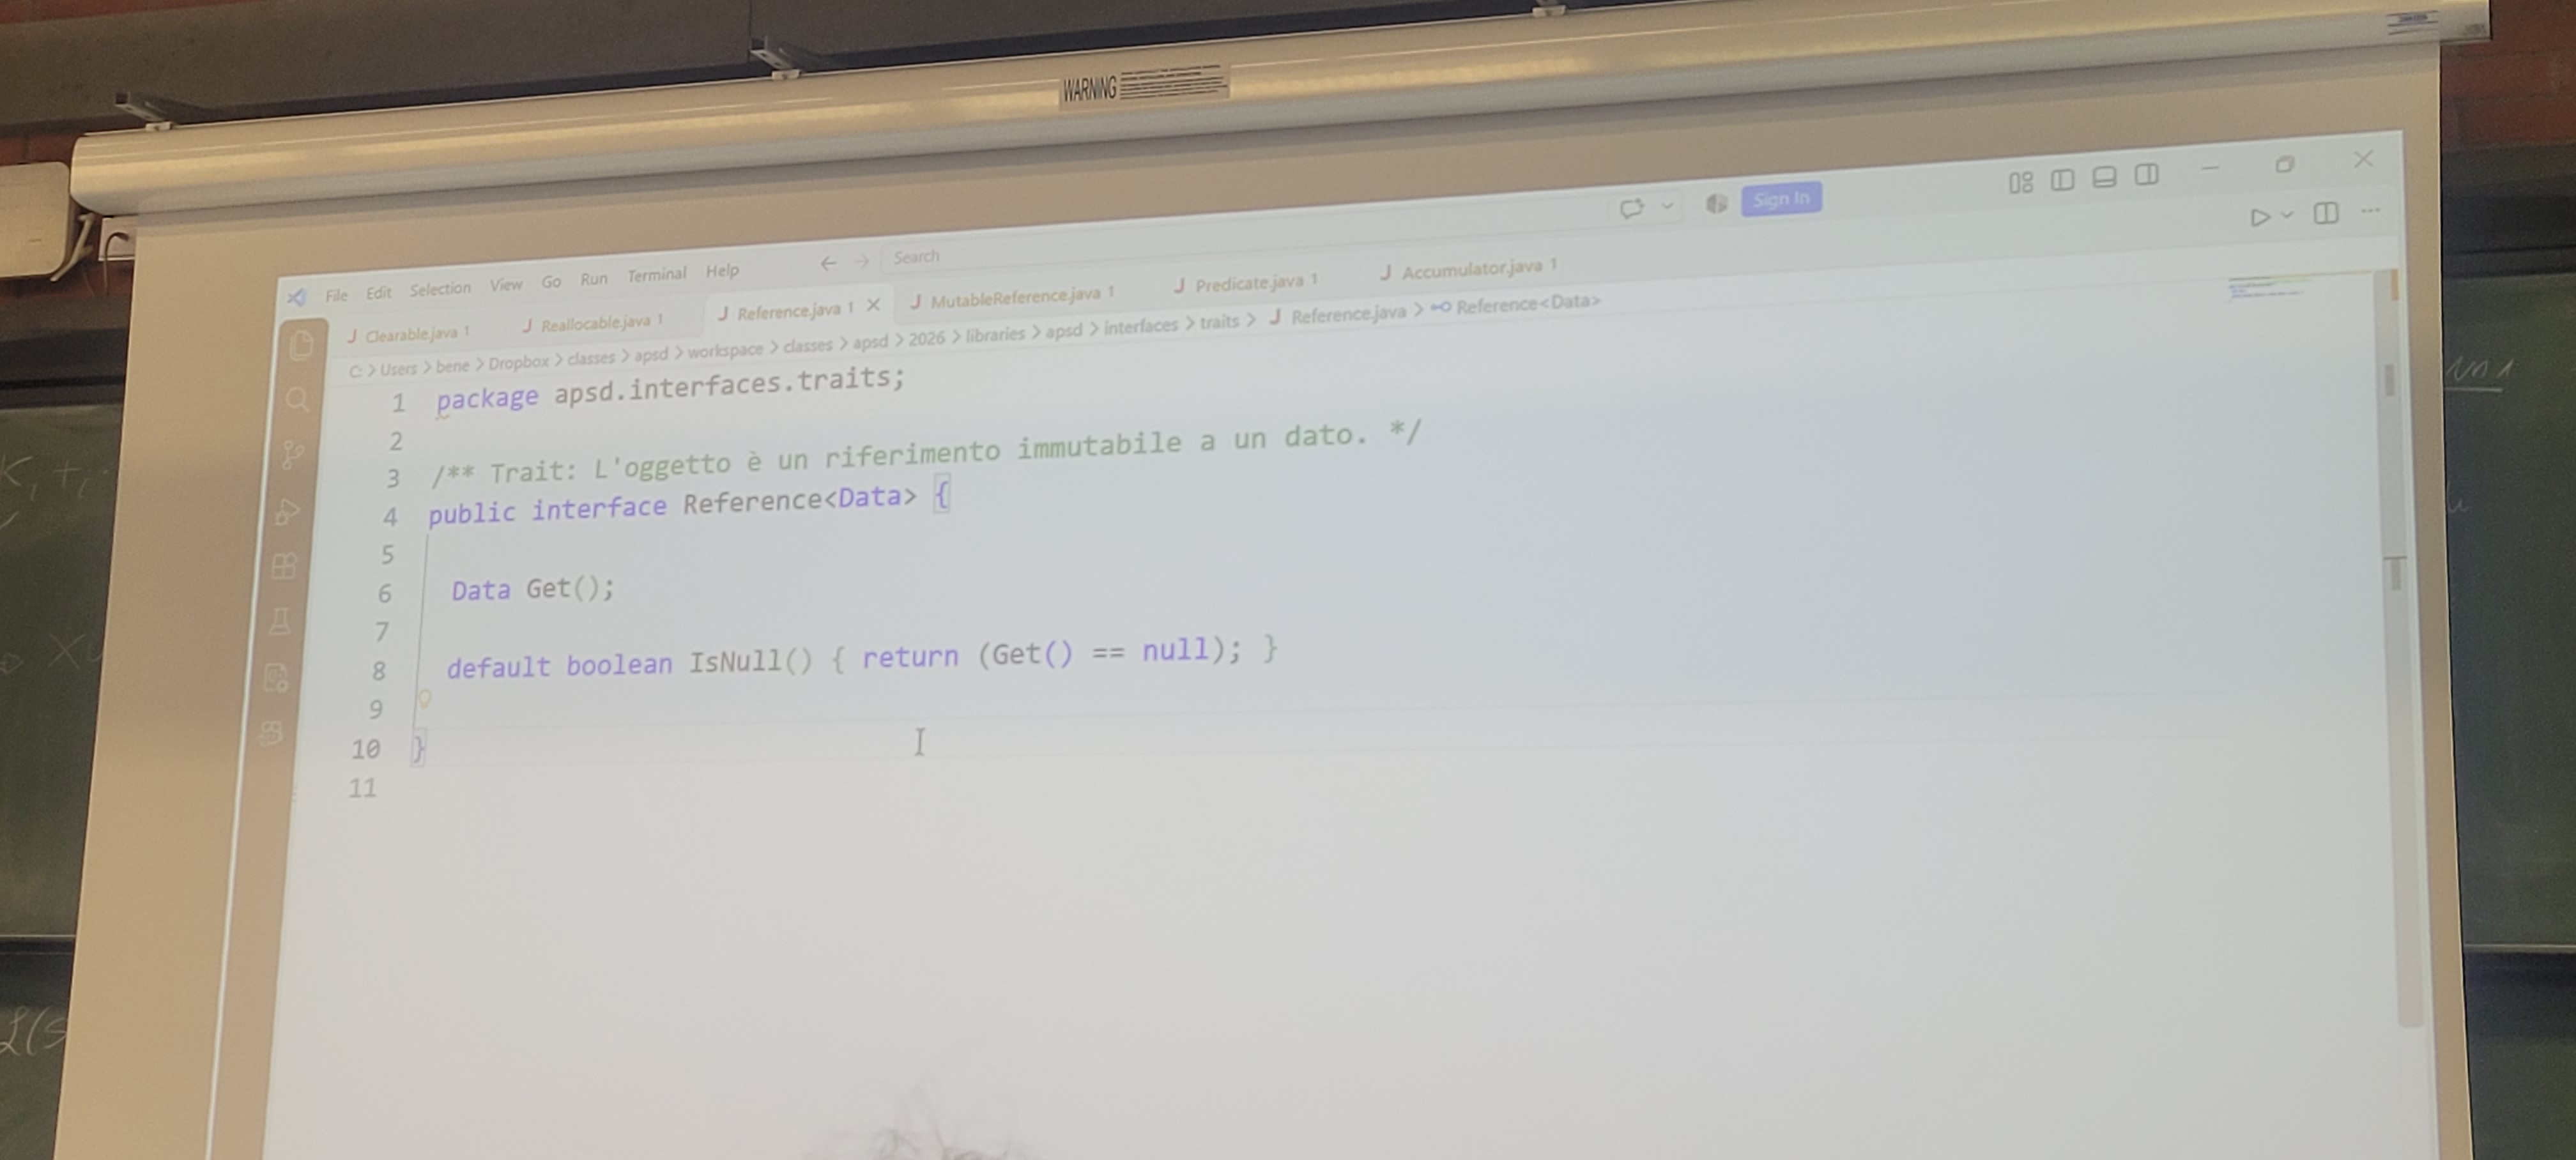 WARNING
Sign In
File Edit Selection View Go Run Terminal Help
Search
Clearable.java 1
Reallocable.java 1
Reference.java 1
MutableReference.java 1
Predicate.java 1
Accumulator.java 1
C: > Users > bene > Dropbox > classes > apsd > workspace > classes > apsd > 2026 > libraries > apsd > interfaces > traits > J Reference.java > Reference<Data>
1 package apsd.interfaces.traits;
2
3 /** Trait: L'oggetto è un riferimento immutabile a un dato. */
4 public interface Reference<Data> {
5
6 Data Get();
7
8 default boolean IsNull() { return (Get() == null); }
9
10 }
11